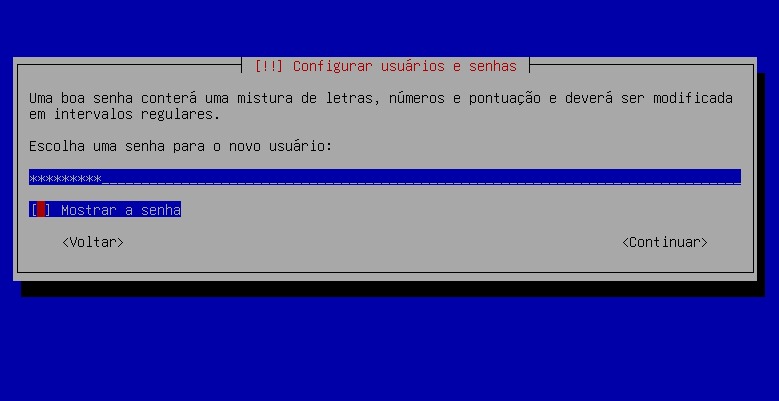 [!!] Configurar usuários e senhas
Uma boa senha conterá uma mistura de letras, números e pontuação e deverá ser modificada
em intervalos regulares.
Escolha uma senha para o novo usuário:
*********________________________________________________________________________
[ ] Mostrar a senha
<Voltar> <Continuar>